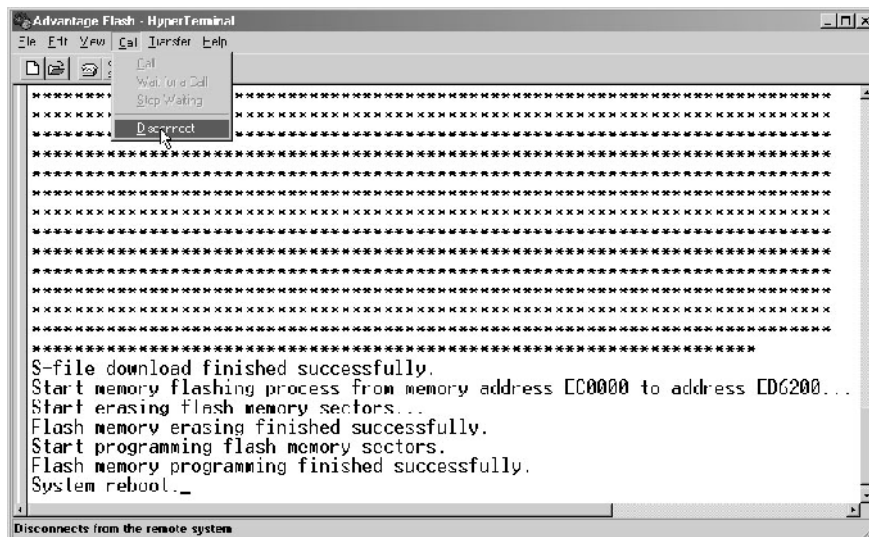 Advantage Flash - HyperTerminal
File Edit View Call Transfer Help
Call
Wait for a Call
Stop Waiting
Disconnect
****************************************************************************
****************************************************************************
****************************************************************************
****************************************************************************
****************************************************************************
****************************************************************************
****************************************************************************
****************************************************************************
****************************************************************************
****************************************************************************
****************************************************************************
****************************************************************************
****************************************************************************
*********************************************************************
S-file download finished successfully.
Start memory flashing process from memory address EC0000 to address ED6200...
Start erasing flash memory sectors...
Flash memory erasing finished successfully.
Start programming flash memory sectors.
Flash memory programming finished successfully.
System reboot._
Disconnects from the remote system